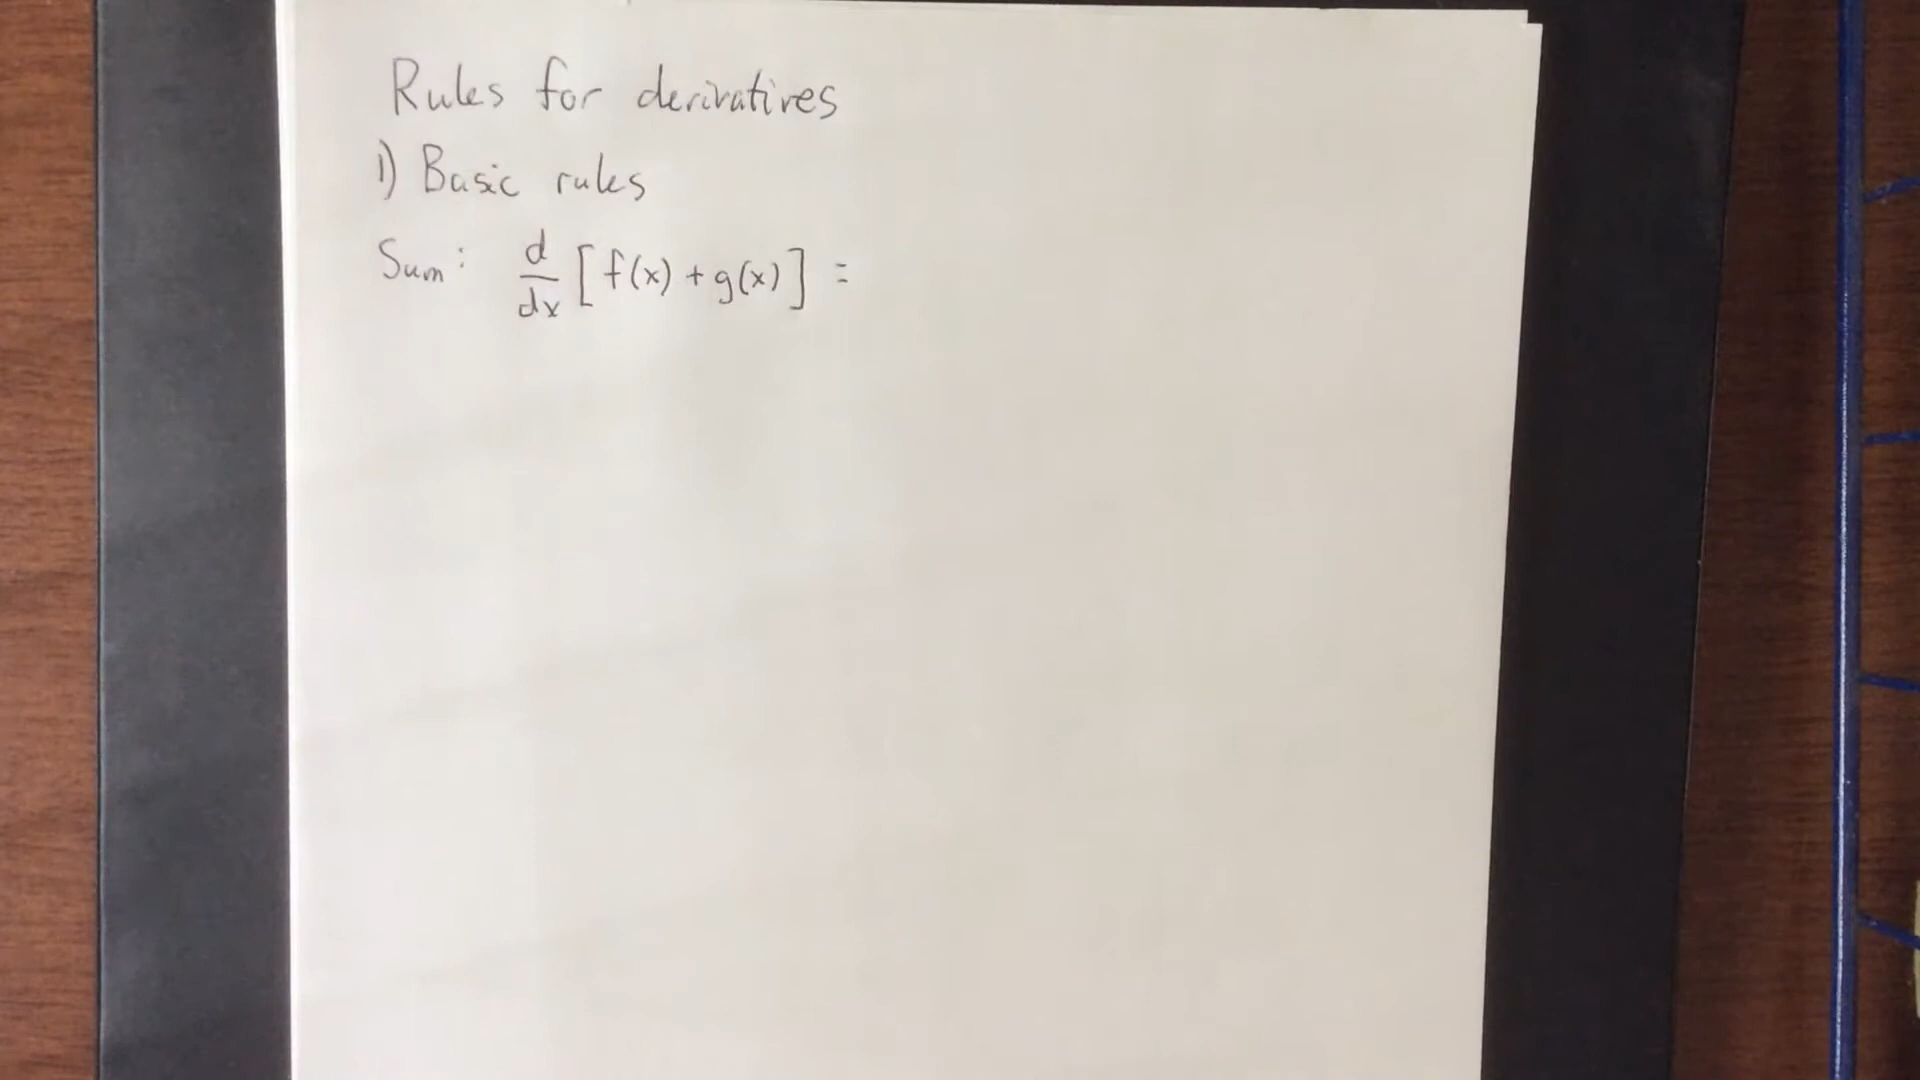 Rules for derivatives
1) Basic rules
Sum: d/dx [f(x) + g(x)] =